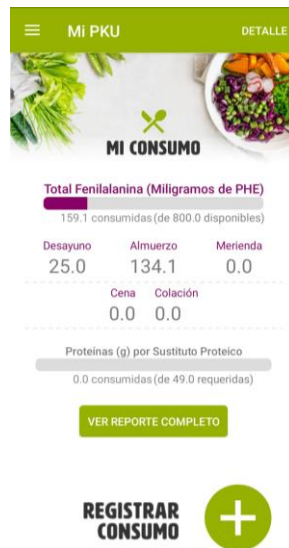 Mi PKU DETALLE
MI CONSUMO
Total Fenilalanina (Miligramos de PHE)
159.1 consumidas (de 800.0 disponibles)
Desayuno Almuerzo Merienda
25.0 134.1 0.0
Cena Colación
0.0 0.0
Proteínas (g) por Sustituto Proteico
0.0 consumidas (de 49.0 requeridas)
VER REPORTE COMPLETO
REGISTRAR
CONSUMO